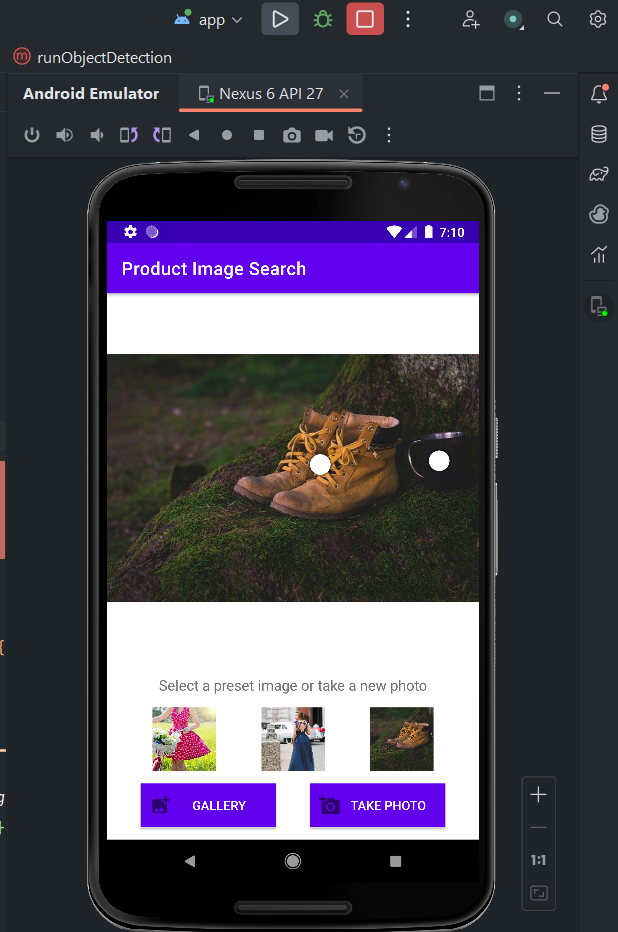 app
m runObjectDetection
Android Emulator
Nexus 6 API 27
7:10
Product Image Search
Select a preset image or take a new photo
GALLERY
TAKE PHOTO
{
g
1:1